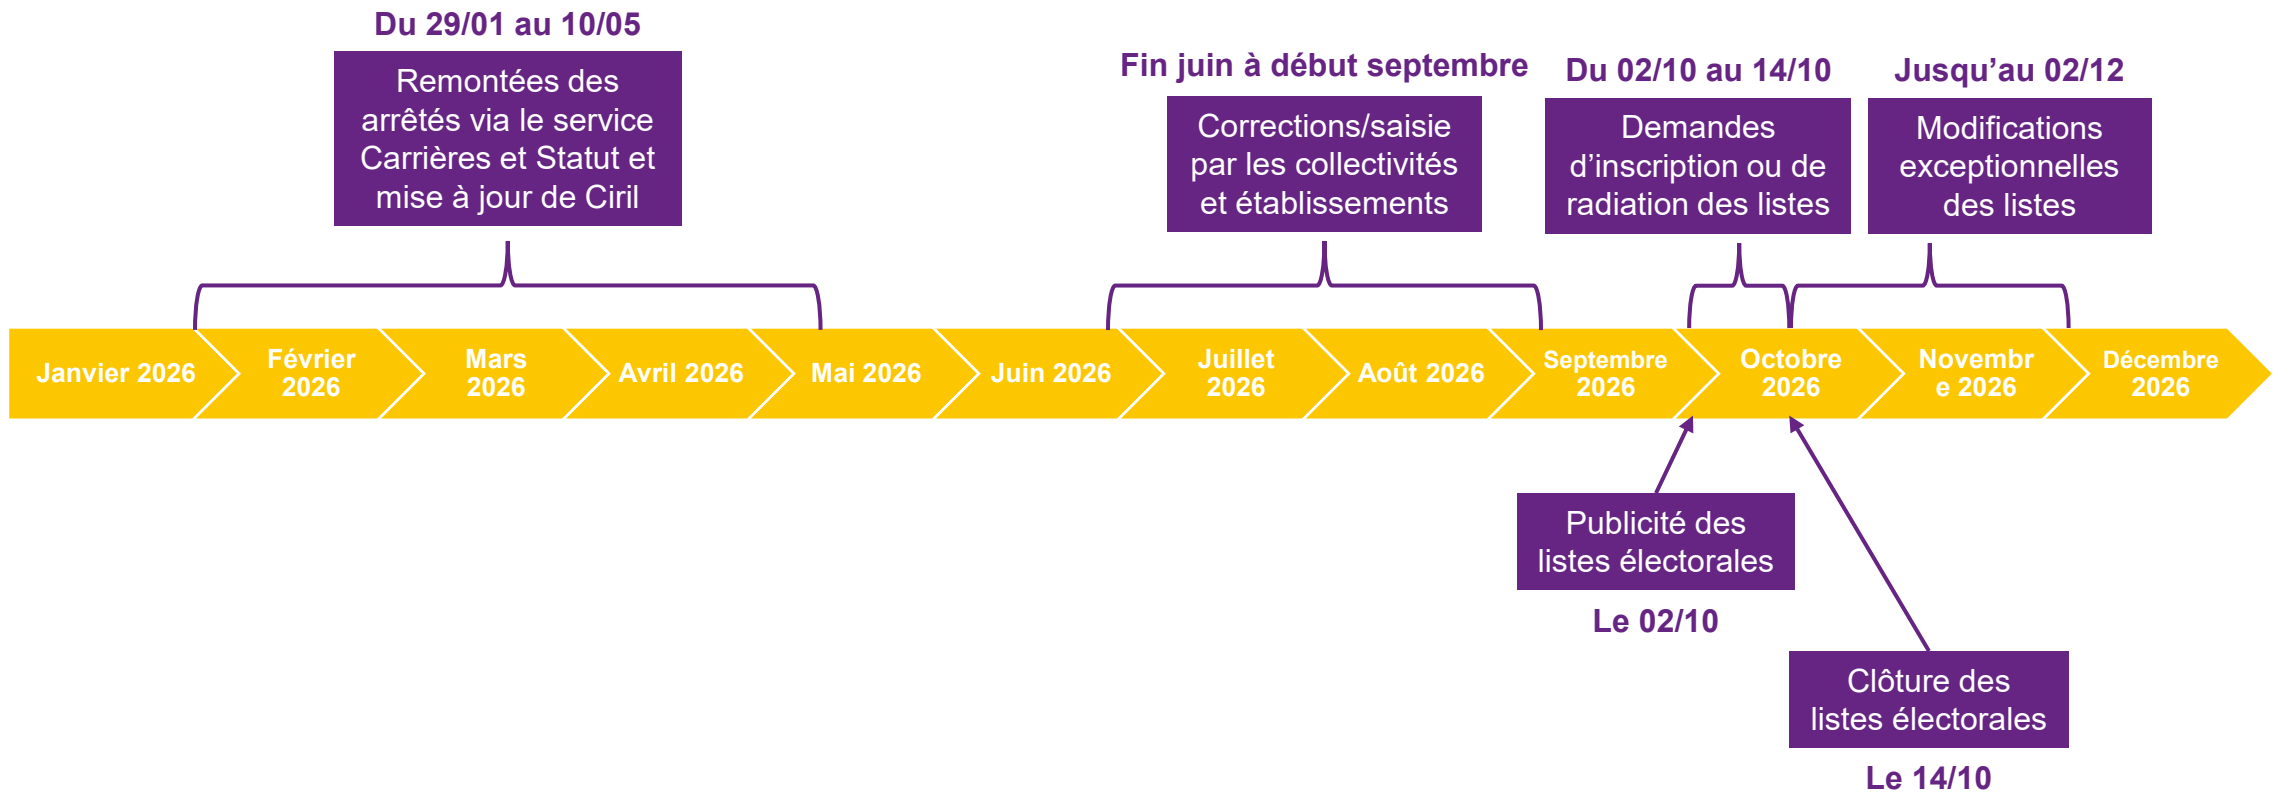 Du 29/01 au 10/05
Remontées des
arrêtés via le service
Carrières et Statut et
mise à jour de Ciril
Fin juin à début septembre
Corrections/saisie
par les collectivités
et établissements
Du 02/10 au 14/10
Demandes
d’inscription ou de
radiation des listes
Jusqu’au 02/12
Modifications
exceptionnelles
des listes
Janvier 2026
Février
2026
Mars
2026
Avril 2026
Mai 2026
Juin 2026
Juillet
2026
Août 2026
Septembre
2026
Octobre
2026
Novembr
e 2026
Décembre
2026
Publicité des
listes électorales
Le 02/10
Clôture des
listes électorales
Le 14/10